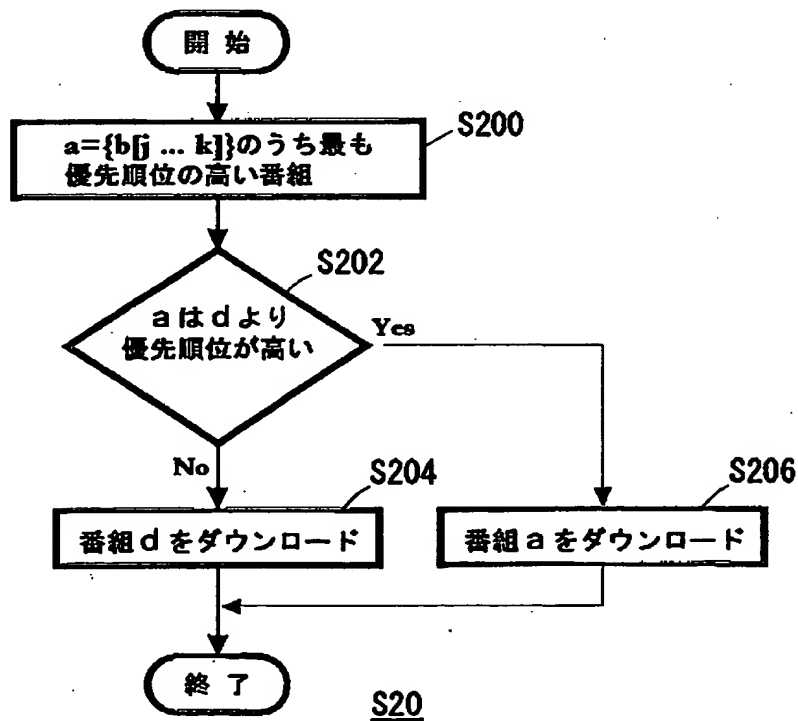 開始
a={b[j ... k]}のうち最も
優先順位の高い番組
S200
S202
aはdより
優先順位が高い
Yes
No
S204
番組dをダウンロード
S206
番組aをダウンロード
終了
S20